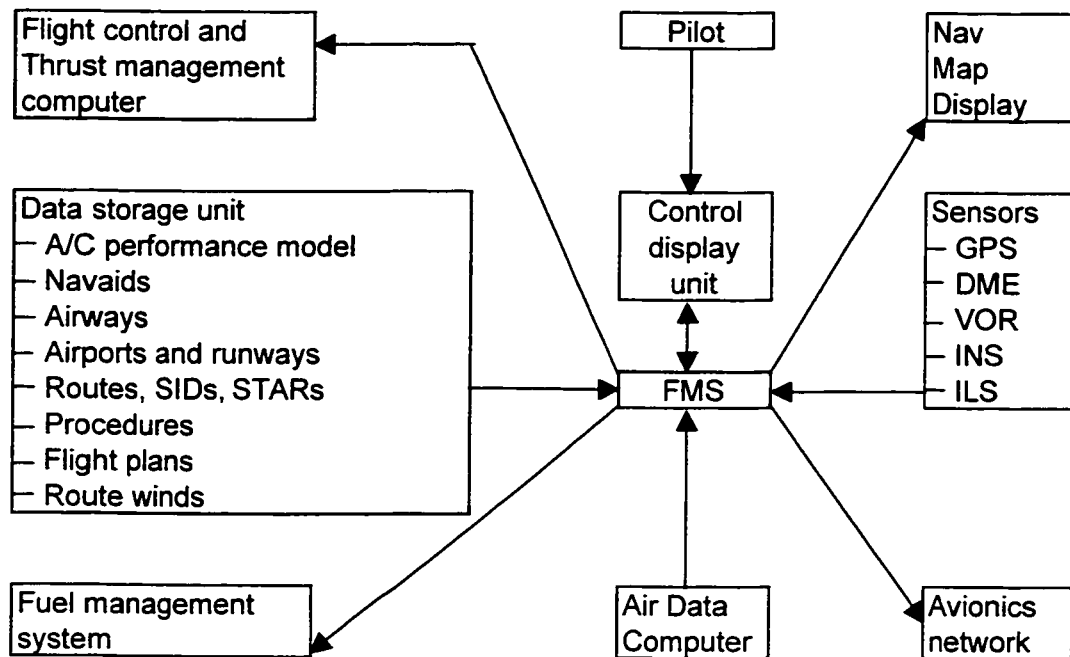 Flight control and
Thrust management
computer
Pilot
Nav
Map
Display
Data storage unit
– A/C performance model
– Navaids
– Airways
– Airports and runways
– Routes, SIDs, STARs
– Procedures
– Flight plans
– Route winds
Control
display
unit
Sensors
– GPS
– DME
– VOR
– INS
– ILS
FMS
Fuel management
system
Air Data
Computer
Avionics
network